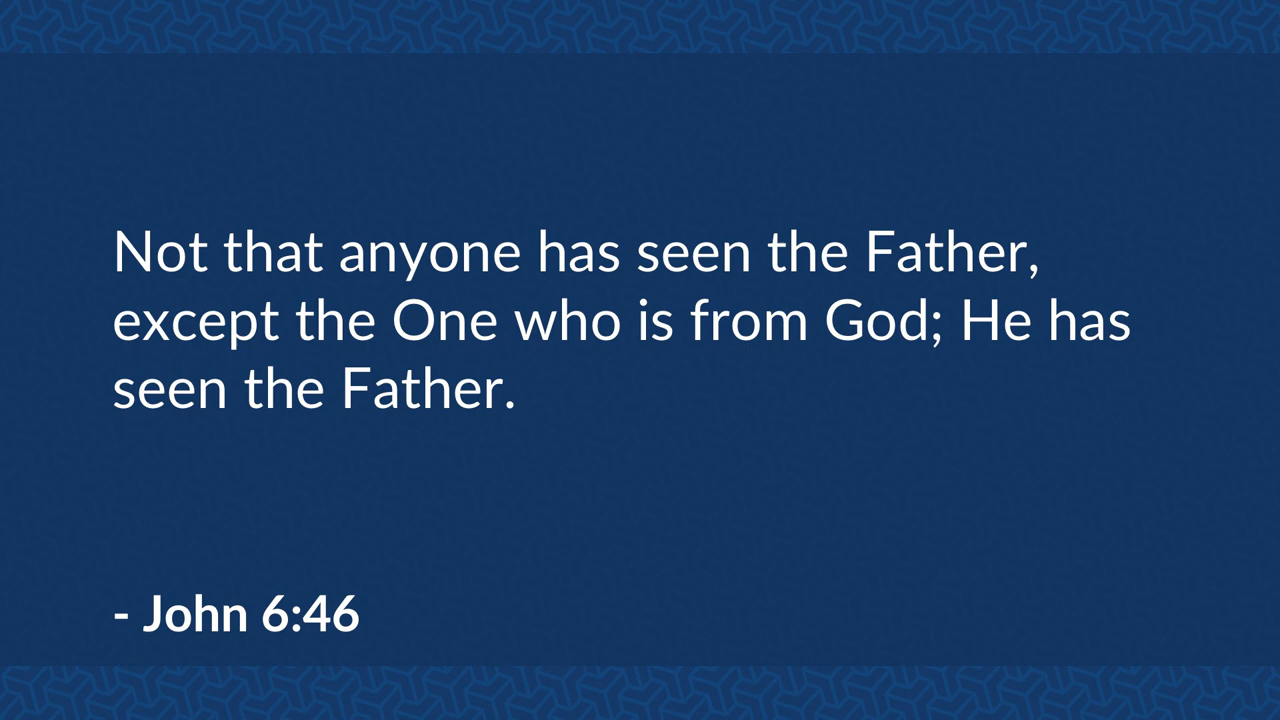 Not that anyone has seen the Father,
except the One who is from God; He has
seen the Father.
- John 6:46